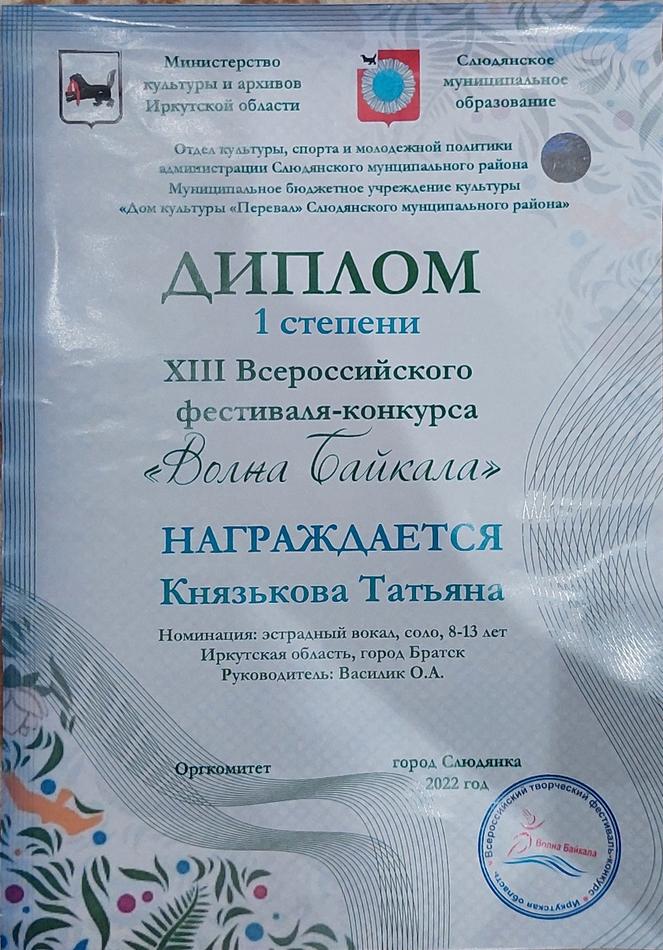 Министерство
культуры и архивов
Иркутской области
Слюдянское
муниципальное
образование
Отдел культуры, спорта и молодежной политики
администрации Слюдянского мунципального района
Муниципальное бюджетное учреждение культуры
«Дом культуры «Перевал» Слюдянского мунципального района»
ДИПЛОМ
1 степени
XIII Всероссийского
фестиваля-конкурса
«Волна Байкала»
НАГРАЖДАЕТСЯ
Князькова Татьяна
Номинация: эстрадный вокал, соло, 8-13 лет
Иркутская область, город Братск
Руководитель: Василик О.А.
Оргкомитет
город Слюдянка
2022 год
Всероссийский творческий фестиваль-конкурс * Иркутская область *
Волна Байкала